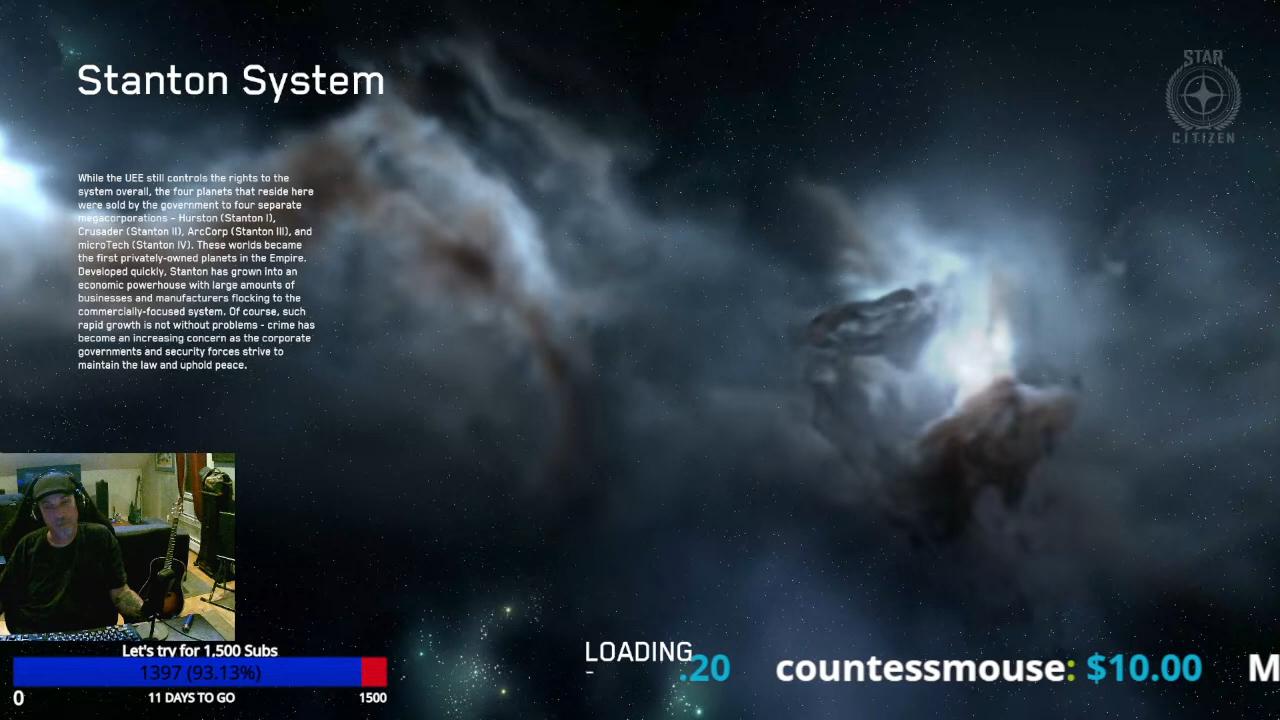 Stanton System
STAR
CITIZEN
While the UEE still controls the rights to the
system overall, the four planets that reside here
were sold by the government to four separate
megacorporations - Hurston (Stanton I),
Crusader (Stanton II), ArcCorp (Stanton III), and
microTech (Stanton IV). These worlds became
the first privately-owned planets in the Empire.
Developed quickly, Stanton has grown into an
economic powerhouse with large amounts of
businesses and manufacturers flocking to the
commercially-focused system. Of course, such
rapid growth is not without problems - crime has
become an increasing concern as the corporate
governments and security forces strive to
maintain the law and uphold peace.
Let's try for 1,500 Subs
1397 (93.13%)
0 11 DAYS TO GO 1500
LOADING
.20 countessmouse: $10.00 M